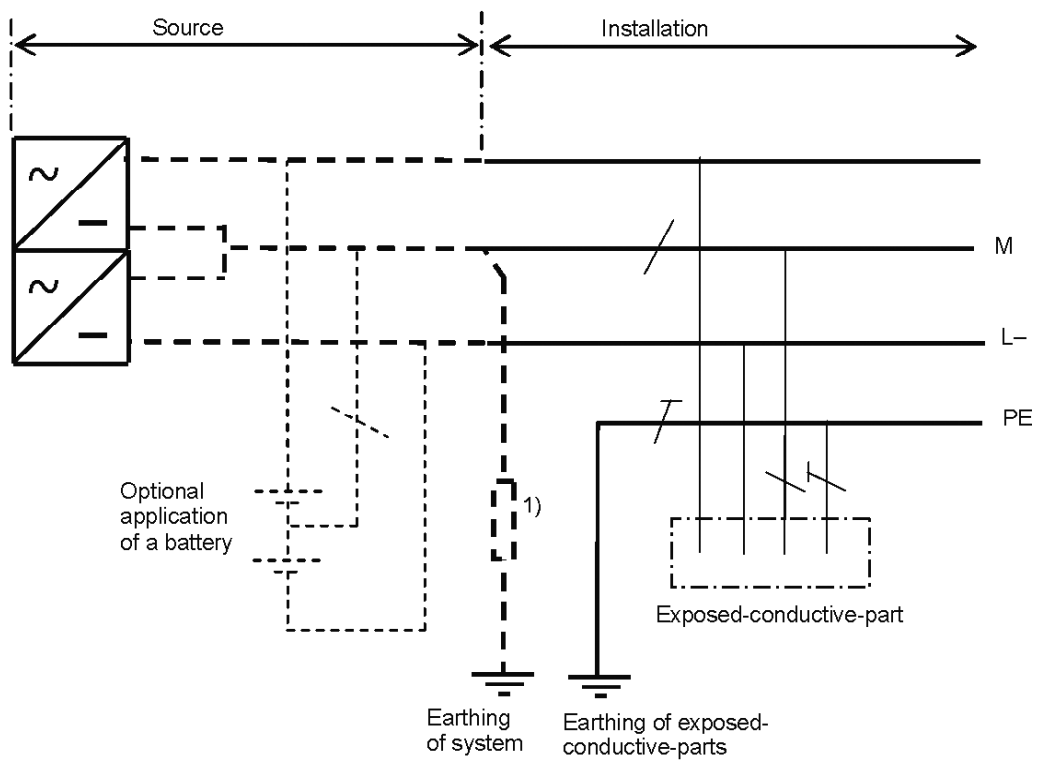 Source
Installation
M
L–
PE
Optional
application
of a battery
1)
Exposed-conductive-part
Earthing
of system
Earthing of exposed-
conductive-parts